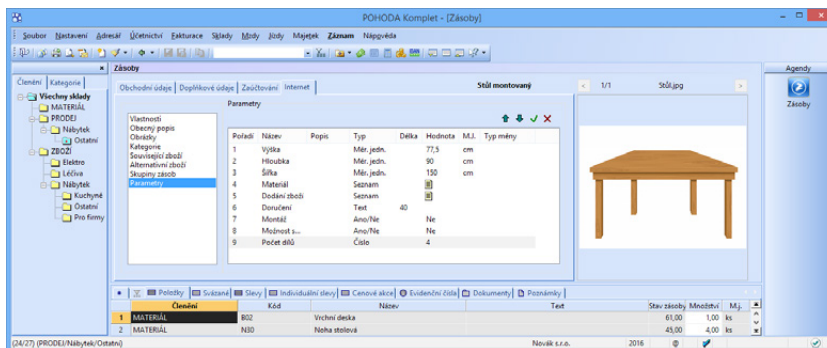 POHODA Komplet - [Zásoby]
Soubor Nastavení Adresář Účetnictví Fakturace Sklady Mzdy Jízdy Majetek Záznam Nápověda
Zásoby
Agendy
Členění Kategorie
Všechny sklady
MATERIÁL
PRODEJ
Nábytek
Ostatní
ZBOŽÍ
Elektro
Léčiva
Nábytek
Kuchyně
Ostatní
Pro firmy
Obchodní údaje Doplňkové údaje Zaúčtování Internet
Stůl montovaný
1/1 Stůl.jpg
Zásoby
Parametry
Vlastnosti
Obecný popis
Obrázky
Kategorie
Související zboží
Alternativní zboží
Skupiny zásob
Parametry
Pořadí Název Popis Typ Délka Hodnota M.J. Typ měny
1 Výška Měr. jedn. 77,5 cm
2 Hloubka Měr. jedn. 90 cm
3 Šířka Měr. jedn. 150 cm
4 Materiál Seznam
5 Dodání zboží Seznam
6 Doručení Text 40
7 Montáž Ano/Ne Ne
8 Možnost s... Ano/Ne Ne
9 Počet dílů Číslo 4
Položky Svázané Slevy Individuální slevy Cenové akce Evidenční čísla Dokumenty Poznámky
Členění Kód Název Text Stav zásoby Množství M.j.
1 MATERIÁL B02 Vrchní deska 61,00 1,00 ks
2 MATERIÁL N30 Noha stolová 45,00 4,00 ks
(24/27) (PRODEJ/Nábytek/Ostatní) Novák s.r.o. 2016 @